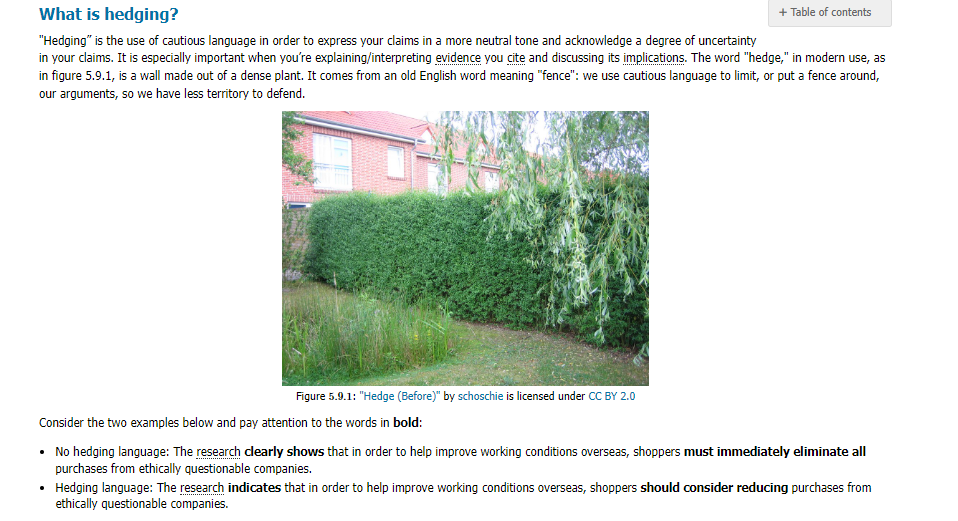 What is hedging?
+ Table of contents
"Hedging” is the use of cautious language in order to express your claims in a more neutral tone and acknowledge a degree of uncertainty
in your claims. It is especially important when you’re explaining/interpreting evidence you cite and discussing its implications. The word "hedge," in modern use, as
in figure 5.9.1, is a wall made out of a dense plant. It comes from an old English word meaning "fence": we use cautious language to limit, or put a fence around,
our arguments, so we have less territory to defend.
Figure 5.9.1: "Hedge (Before)" by schoschie is licensed under CC BY 2.0
Consider the two examples below and pay attention to the words in bold:
• No hedging language: The research clearly shows that in order to help improve working conditions overseas, shoppers must immediately eliminate all
purchases from ethically questionable companies.
• Hedging language: The research indicates that in order to help improve working conditions overseas, shoppers should consider reducing purchases from
ethically questionable companies.